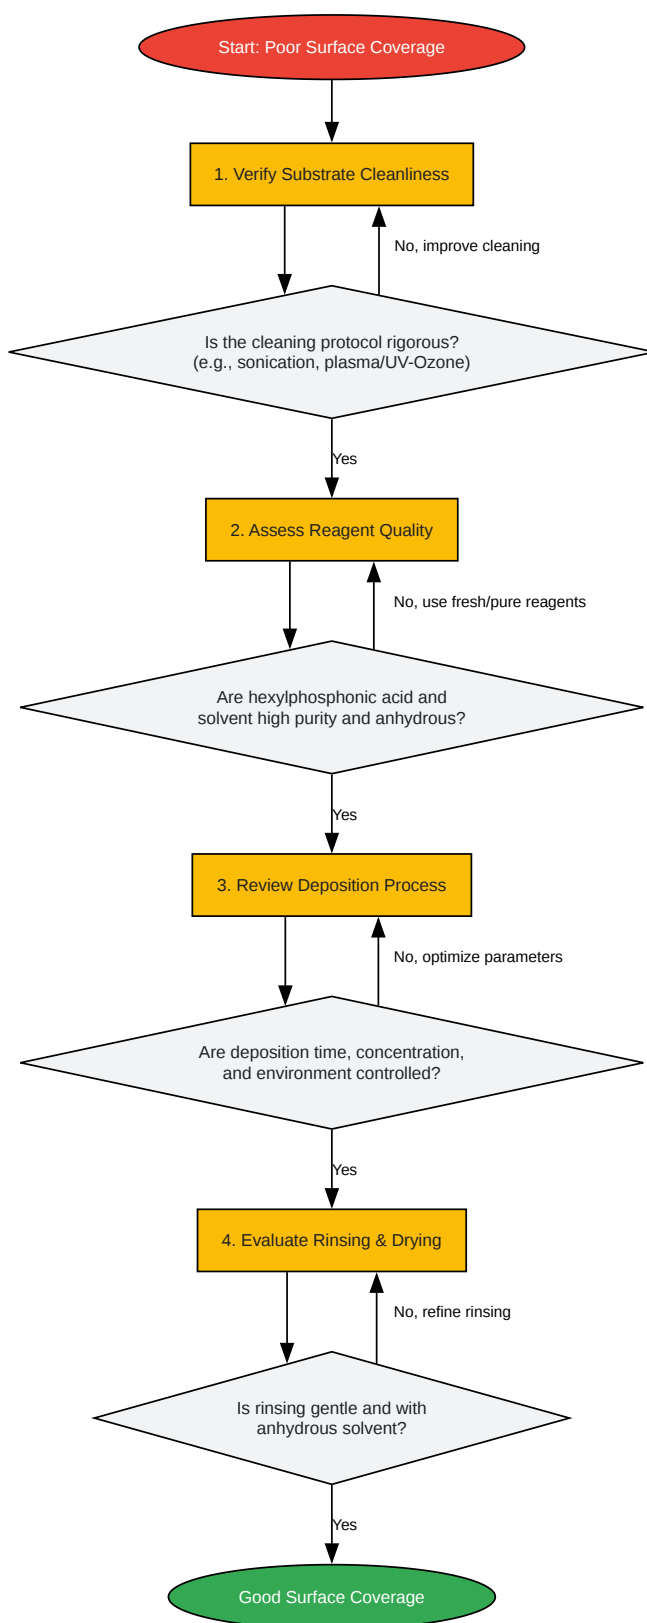 Start: Poor Surface Coverage
1. Verify Substrate Cleanliness
No, improve cleaning
Is the cleaning protocol rigorous?
(e.g., sonication, plasma/UV-Ozone)
Yes
2. Assess Reagent Quality
No, use fresh/pure reagents
Are hexylphosphonic acid and
solvent high purity and anhydrous?
Yes
3. Review Deposition Process
No, optimize parameters
Are deposition time, concentration,
and environment controlled?
Yes
4. Evaluate Rinsing & Drying
No, refine rinsing
Is rinsing gentle and with
anhydrous solvent?
Yes
Good Surface Coverage